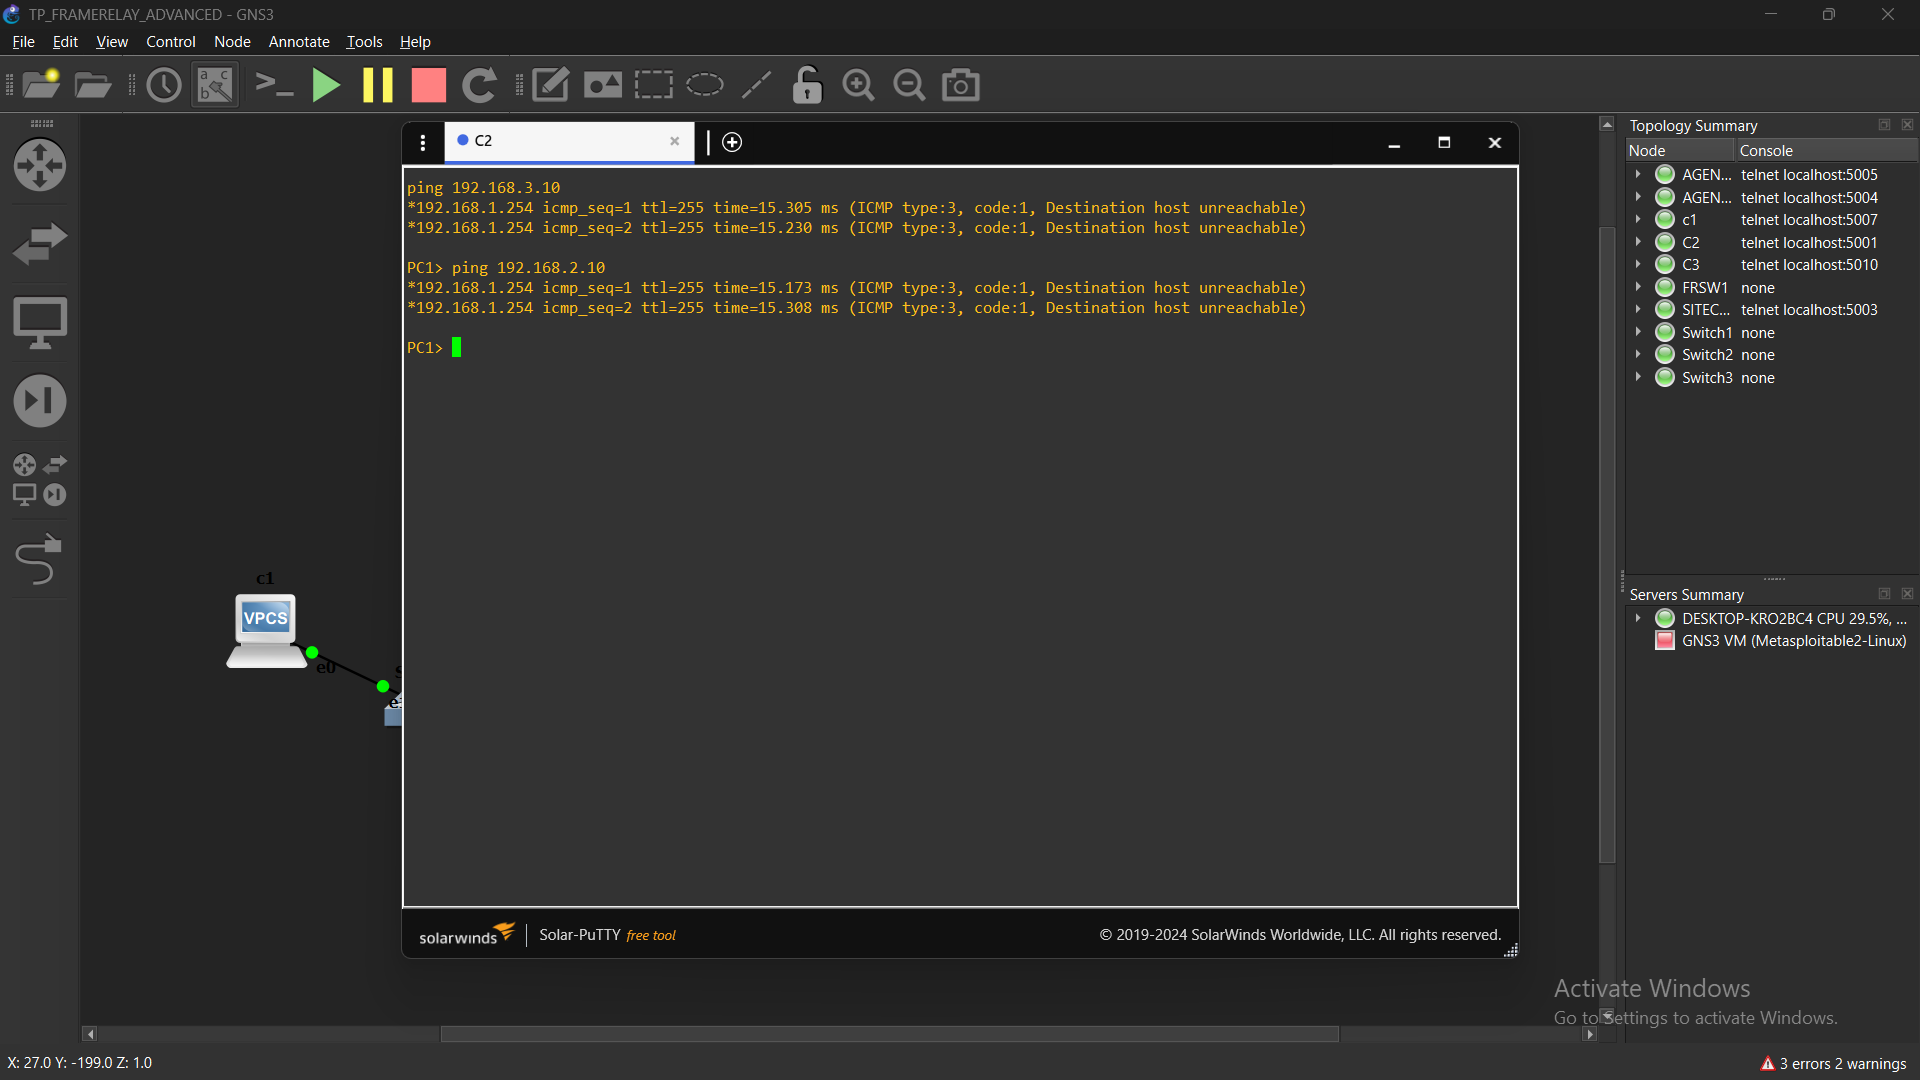 TP_FRAMERELAY_ADVANCED - GNS3
File Edit View Control Node Annotate Tools Help
a c
b
C2
ping 192.168.3.10
*192.168.1.254 icmp_seq=1 ttl=255 time=15.305 ms (ICMP type:3, code:1, Destination host unreachable)
*192.168.1.254 icmp_seq=2 ttl=255 time=15.230 ms (ICMP type:3, code:1, Destination host unreachable)
PC1> ping 192.168.2.10
*192.168.1.254 icmp_seq=1 ttl=255 time=15.173 ms (ICMP type:3, code:1, Destination host unreachable)
*192.168.1.254 icmp_seq=2 ttl=255 time=15.308 ms (ICMP type:3, code:1, Destination host unreachable)
PC1>
c1
VPCS
e0
solarwinds Solar-PuTTY free tool
© 2019-2024 SolarWinds Worldwide, LLC. All rights reserved.
Topology Summary
Node Console
AGEN... telnet localhost:5005
AGEN... telnet localhost:5004
c1 telnet localhost:5007
C2 telnet localhost:5001
C3 telnet localhost:5010
FRSW1 none
SITEC... telnet localhost:5003
Switch1 none
Switch2 none
Switch3 none
Servers Summary
DESKTOP-KRO2BC4 CPU 29.5%, ...
GNS3 VM (Metasploitable2-Linux)
Activate Windows
Go to Settings to activate Windows.
X: 27.0 Y: -199.0 Z: 1.0
3 errors 2 warnings